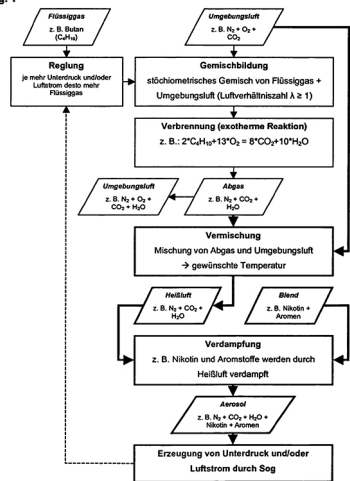 Flüssiggas
z. B. Butan
(C₄H₁₀)
Umgebungsluft
z. B. N₂ + O₂ +
CO₂
Reglung
je mehr Unterdruck und/oder
Luftstrom desto mehr
Flüssiggas
Gemischbildung
stöchiometrisches Gemisch von Flüssiggas +
Umgebungsluft (Luftverhältniszahl λ ≥ 1)
Verbrennung (exotherme Reaktion)
z. B.: 2*C₄H₁₀+13*O₂ = 8*CO₂+10*H₂O
Umgebungsluft
z. B. N₂ + O₂ +
CO₂ + H₂O
Abgas
z. B. N₂ + CO₂ +
H₂O
Vermischung
Mischung von Abgas und Umgebungsluft
→ gewünschte Temperatur
Heißluft
z. B. N₂ + CO₂ +
H₂O
Blend
z. B. Nikotin +
Aromen
Verdampfung
z. B. Nikotin und Aromstoffe werden durch
Heißluft verdampft
Aerosol
z. B. N₂ + CO₂ + H₂O +
Nikotin + Aromen
Erzeugung von Unterdruck und/oder
Luftstrom durch Sog